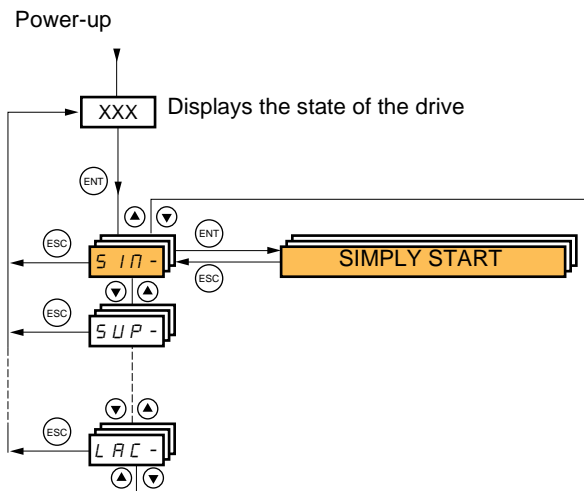 Power-up
XXX Displays the state of the drive
ENT
ESC ENT
SIM- SIMPLY START
ESC
ESC
SUP-
ESC
LAC-